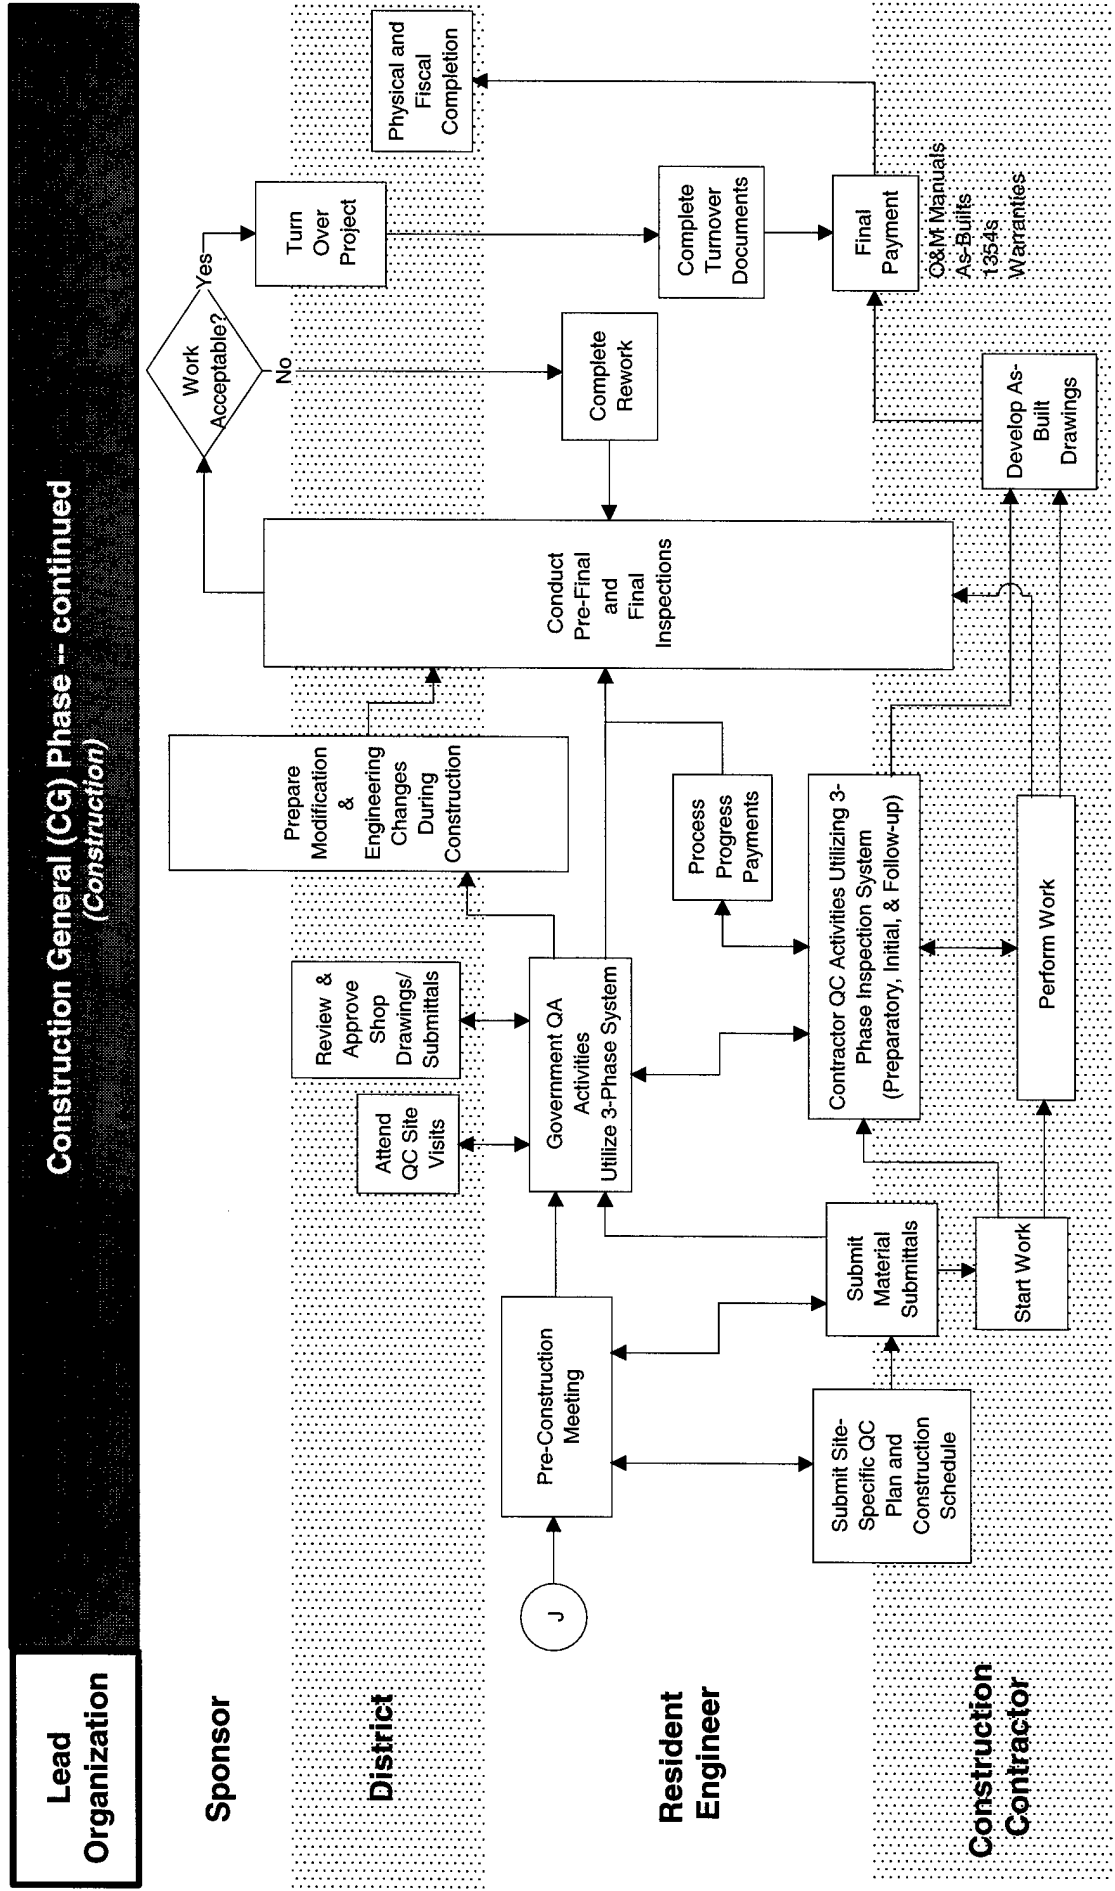 Lead
Organization
Construction General (CG) Phase -- continued
(Construction)
Sponsor
District
Resident
Engineer
Construction
Contractor
J
Pre-Construction
Meeting
Submit Site-
Specific QC
Plan and
Construction
Schedule
Submit
Material
Submittals
Start Work
Attend
QC Site
Visits
Review &
Approve
Shop
Drawings/
Submittals
Government QA
Activities
Utilize 3-Phase System
Prepare
Modification
&
Engineering
Changes
During
Construction
Process
Progress
Payments
Contractor QC Activities Utilizing 3-
Phase Inspection System
(Preparatory, Initial, & Follow-up)
Perform Work
Conduct
Pre-Final
and
Final
Inspections
Work
Acceptable?
Yes
No
Complete
Rework
Turn
Over
Project
Complete
Turnover
Documents
Develop As-
Built
Drawings
Final
Payment
O&M Manuals
As-Builts
1354s
Warranties
Physical and
Fiscal
Completion